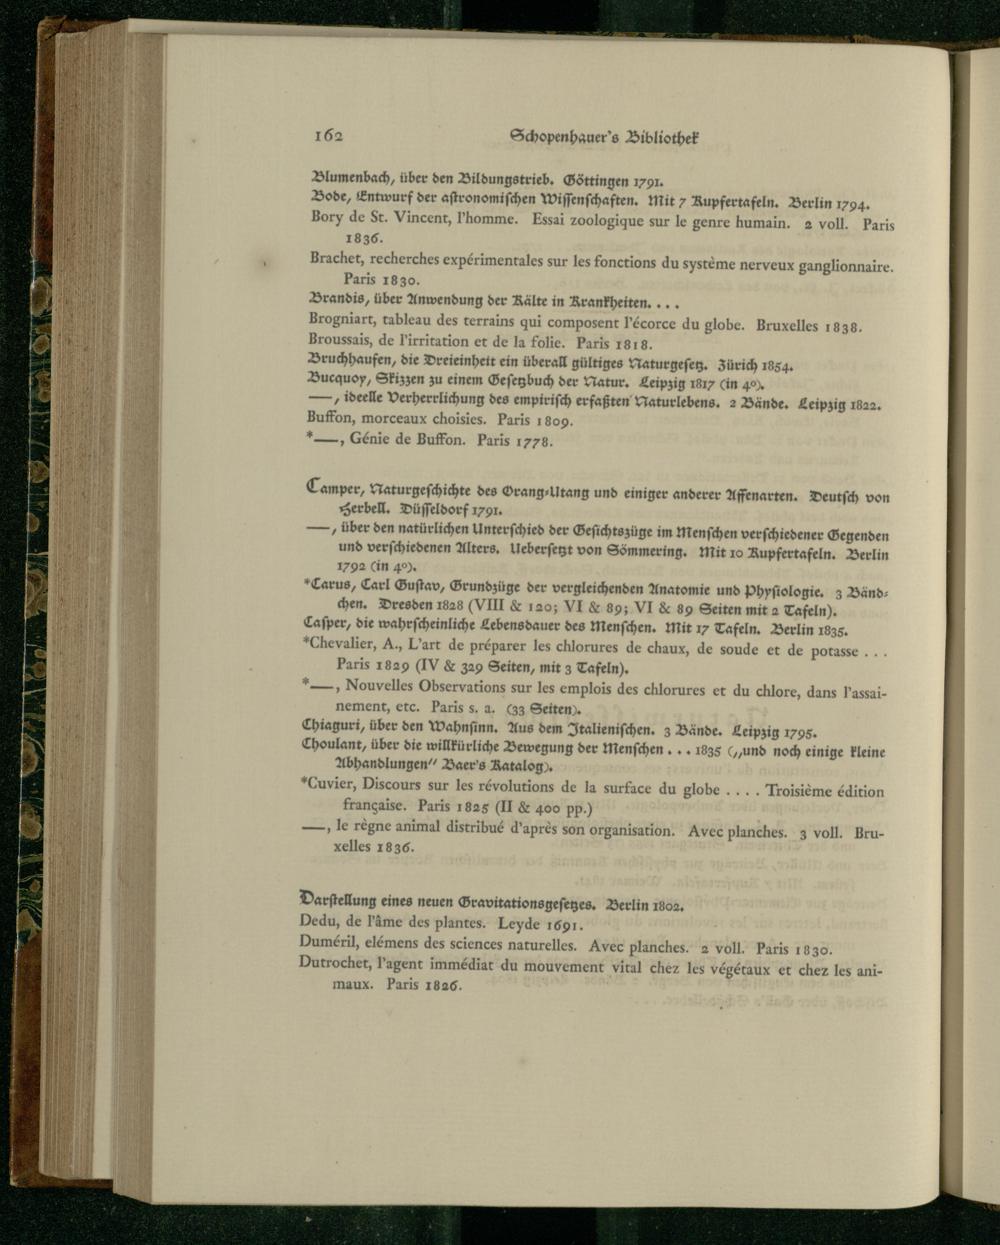 162 Schopenhauer's Bibliothek
Blumenbach, über den Bildungstrieb. Göttingen 1791.
Bode, Entwurf der astronomischen Wissenschaften. Mit 7 Kupfertafeln. Berlin 1794.
Bory de St. Vincent, l'homme. Essai zoologique sur le genre humain. 2 voll. Paris
1836.
Brachet, recherches expérimentales sur les fonctions du système nerveux ganglionnaire.
Paris 1830.
Brandis, über Anwendung der Kälte in Krankheiten. . . .
Brogniart, tableau des terrains qui composent l'écorce du globe. Bruxelles 1838.
Broussais, de l'irritation et de la folie. Paris 1818.
Bruchhausen, die Dreieinheit ein überall gültiges Naturgesetz. Zürich 1854.
Bucquoy, Skizzen zu einem Gesetzbuch der Natur. Leipzig 1817 (in 4°).
—, ideelle Verherrlichung des empirisch erfaßten Naturlebens. 2 Bände. Leipzig 1822.
Buffon, morceaux choisies. Paris 1809.
*—, Génie de Buffon. Paris 1778.
Camper, Naturgeschichte des Orang-Utang und einiger anderer Affenarten. Deutsch von
Herbell. Düsseldorf 1791.
—, über den natürlichen Unterschied der Gesichtszüge im Menschen verschiedener Gegenden
und verschiedenen Alters. Uebersetzt von Sömmering. Mit 10 Kupfertafeln. Berlin
1792 (in 4°).
*Carus, Carl Gustav, Grundzüge der vergleichenden Anatomie und Physiologie. 3 Bänd-
chen. Dresden 1828 (VIII & 120; VI & 89; VI & 89 Seiten mit 2 Tafeln).
Casper, die wahrscheinliche Lebensdauer des Menschen. Mit 17 Tafeln. Berlin 1835.
*Chevalier, A., L'art de préparer les chlorures de chaux, de soude et de potasse . . .
Paris 1829 (IV & 329 Seiten, mit 3 Tafeln).
*—, Nouvelles Observations sur les emplois des chlorures et du chlore, dans l'assai-
nement, etc. Paris s. a. (33 Seiten).
Chiaguri, über den Wahnsinn. Aus dem Italienischen. 3 Bände. Leipzig 1795.
Choulant, über die willkürliche Bewegung der Menschen . . . 1835 („und noch einige kleine
Abhandlungen" Baer's Katalog).
*Cuvier, Discours sur les révolutions de la surface du globe . . . . Troisième édition
française. Paris 1825 (II & 400 pp.)
—, le règne animal distribué d'après son organisation. Avec planches. 3 voll. Bru-
xelles 1836.
Darstellung eines neuen Gravitationsgesetzes. Berlin 1802.
Dedu, de l'âme des plantes. Leyde 1691.
Duméril, elémens des sciences naturelles. Avec planches. 2 voll. Paris 1830.
Dutrochet, l'agent immédiat du mouvement vital chez les végétaux et chez les ani-
maux. Paris 1826.